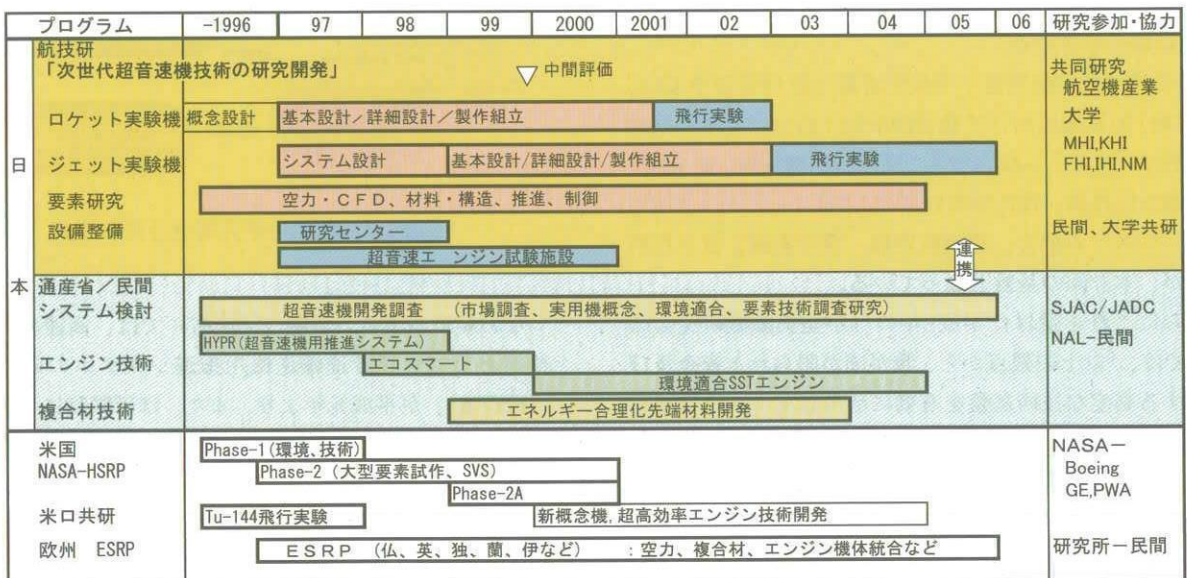 プログラム -1996 97 98 99 2000 2001 02 03 04 05 06 研究参加・協力
日本
航技研
「次世代超音速機技術の研究開発」 ▽ 中間評価
共同研究
航空機産業
大学
MHI,KHI
FHI,IHI,NM
ロケット実験機 概念設計 基本設計/詳細設計/製作組立 飛行実験
ジェット実験機 システム設計 基本設計/詳細設計/製作組立 飛行実験
要素研究 空力・CFD、材料・構造、推進、制御
設備整備 研究センター 民間、大学共研
超音速エンジン試験施設
連携
通産省/民間
システム検討 超音速機開発調査 (市場調査、実用機概念、環境適合、要素技術調査研究) SJAC/JADC
NAL-民間
HYPR(超音速機用推進システム)
エンジン技術 エコスマート
環境適合SSTエンジン
複合材技術 エネルギー合理化先端材料開発
米国 Phase-1(環境、技術) NASA-
NASA-HSRP Phase-2 (大型要素試作、SVS) Boeing
Phase-2A GE,PWA
米ロ共研 Tu-144飛行実験 新概念機,超高効率エンジン技術開発
欧州 ESRP ESRP (仏、英、独、蘭、伊など) :空力、複合材、エンジン機体統合など 研究所-民間